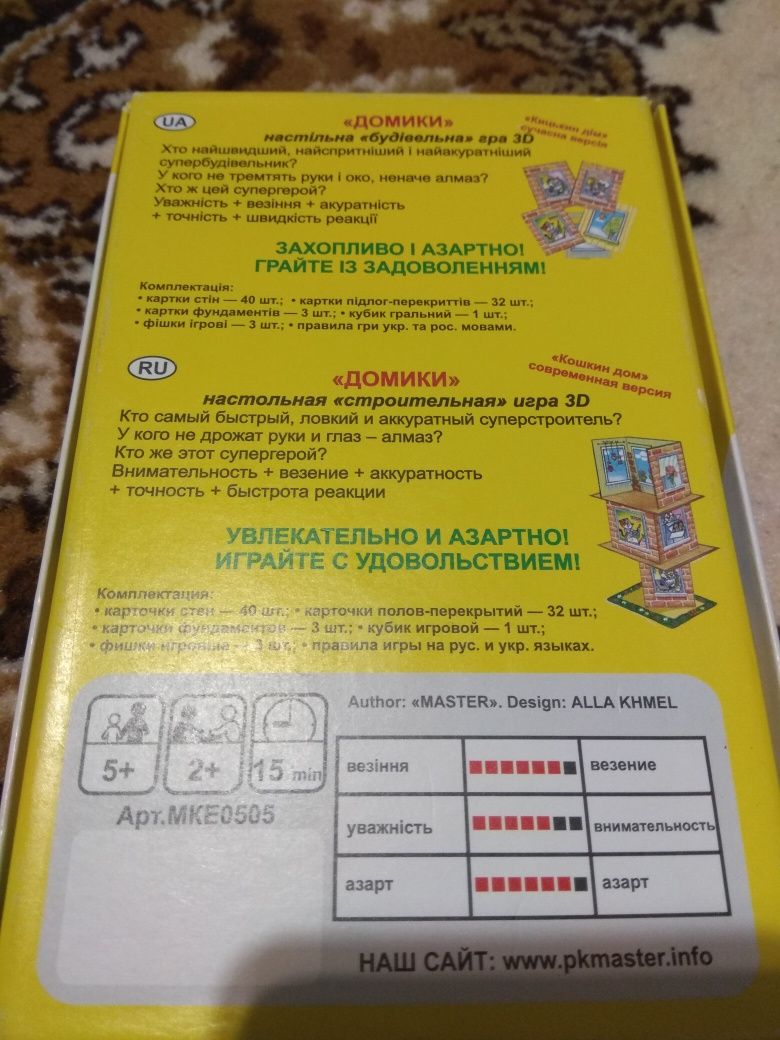 UA
«ДОМИКИ»
«Кицькин дім»
сучасна версія
настільна «будівельна» гра 3D
Хто найшвидший, найспритніший і найакуратніший
супербудівельник?
У кого не тремтять руки і око, неначе алмаз?
Хто ж цей супергерой?
Уважність + везіння + акуратність
+ точність + швидкість реакції
ЗАХОПЛИВО І АЗАРТНО!
ГРАЙТЕ ІЗ ЗАДОВОЛЕННЯМ!
Комплектація:
• картки стін — 40 шт.; • картки підлог-перекриттів — 32 шт.;
• картки фундаментів — 3 шт.; • кубик гральний — 1 шт.;
• фішки ігрові — 3 шт.; • правила гри укр. та рос. мовами.
RU
«ДОМИКИ»
«Кошкин дом»
современная версия
настольная «строительная» игра 3D
Кто самый быстрый, ловкий и аккуратный суперстроитель?
У кого не дрожат руки и глаз – алмаз?
Кто же этот супергерой?
Внимательность + везение + аккуратность
+ точность + быстрота реакции
УВЛЕКАТЕЛЬНО И АЗАРТНО!
ИГРАЙТЕ С УДОВОЛЬСТВИЕМ!
Комплектация:
• карточки стен — 40 шт.; • карточки полов-перекрытий — 32 шт.;
• карточки фундаментов — 3 шт.; • кубик игровой — 1 шт.;
• фишки игровые — 3 шт.; • правила игры на рус. и укр. языках.
Author: «MASTER». Design: ALLA KHMEL
5+ 2+ 15 min
Арт.МКЕ0505
везіння везение
уважність внимательность
азарт азарт
НАШ САЙТ: www.pkmaster.info